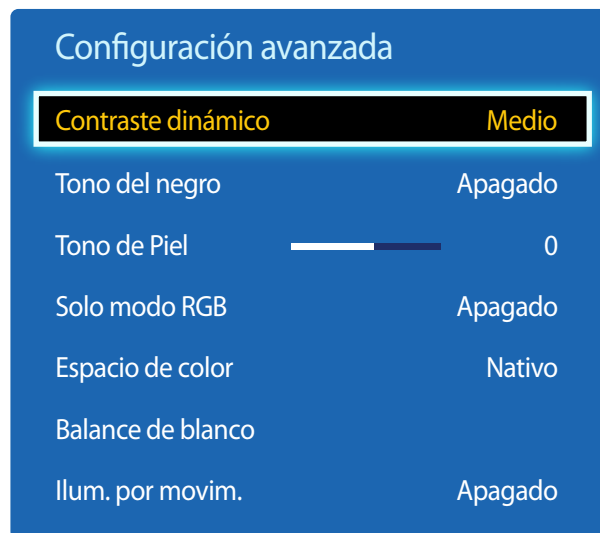 Configuración avanzada
Contraste dinámico Medio
Tono del negro Apagado
Tono de Piel 0
Solo modo RGB Apagado
Espacio de color Nativo
Balance de blanco
Ilum. por movim. Apagado